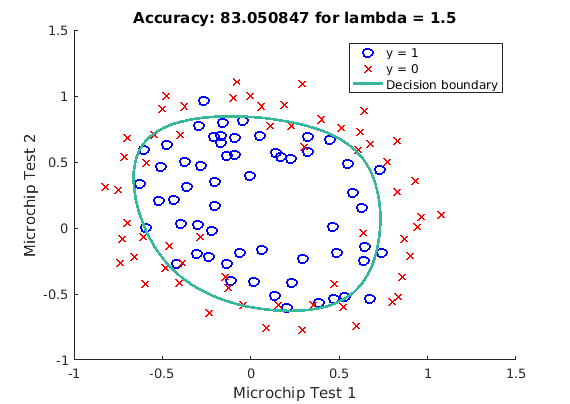 Accuracy: 83.050847 for lambda = 1.5
1.5
1
0.5
0
-0.5
-1
Microchip Test 2
y = 1
y = 0
Decision boundary
-1
-0.5
0
0.5
1
1.5
Microchip Test 1